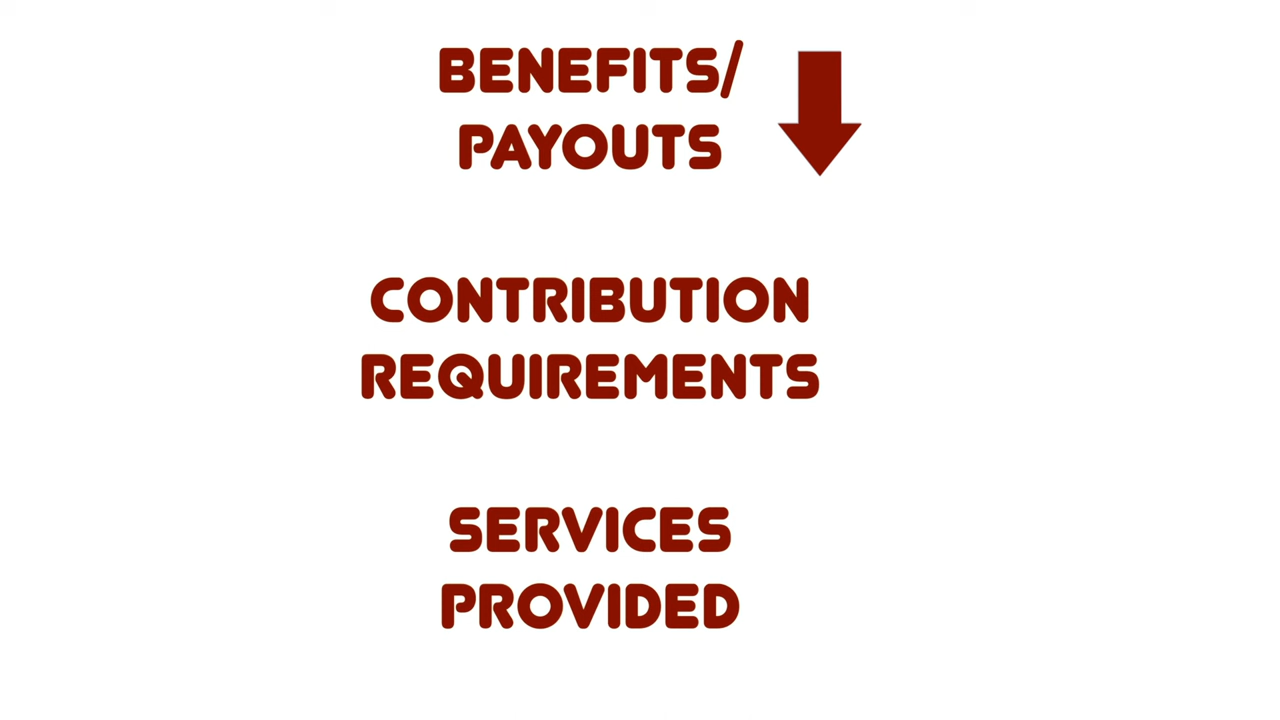 BENEFITS/
PAYOUTS
CONTRIBUTION
REQUIREMENTS
SERVICES
PROVIDED